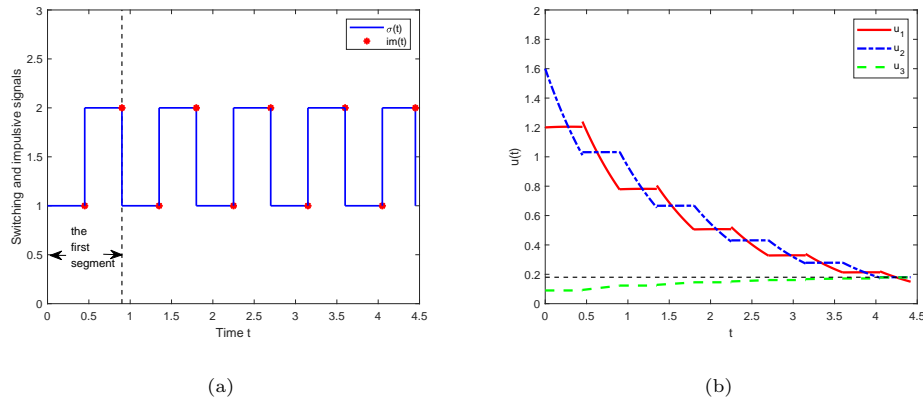 3
2.5
2
1.5
1
0.5
0
Switching and impulsive signals
σ(t)
im(t)
the
first
segment
0 0.5 1 1.5 2 2.5 3 3.5 4 4.5
Time t
(a)
2
1.8
1.6
1.4
1.2
1
0.8
0.6
0.4
0.2
0
u(t)
u1
u2
u3
0 0.5 1 1.5 2 2.5 3 3.5 4 4.5
t
(b)